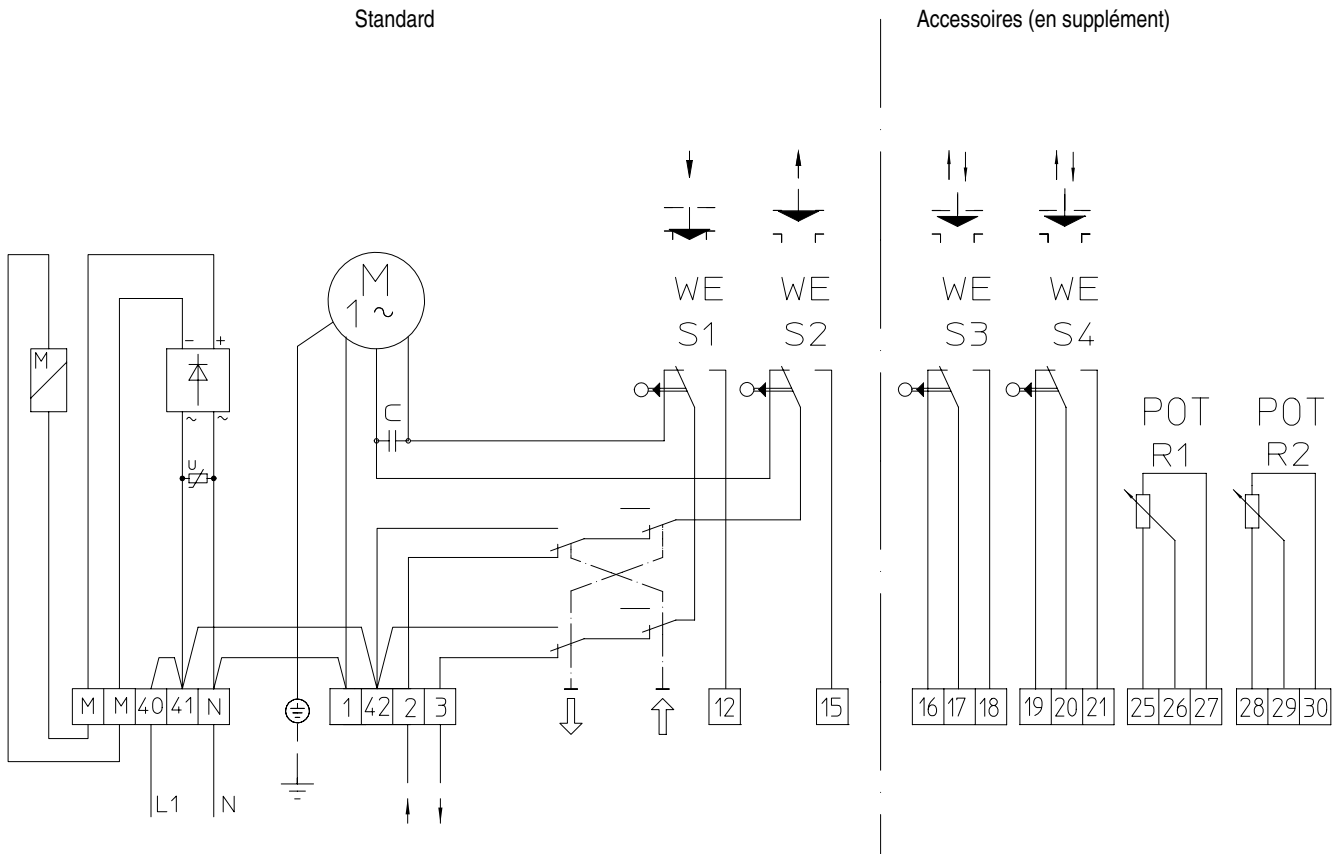 Standard
Accessoires (en supplément)
WE WE WE WE
S1 S2 S3 S4
M
1 ~
M
- +
~ ~
C
U
POT POT
R1 R2
M M 40 41 N
1 42 2 3
12
15
16 17 18
19 20 21
25 26 27
28 29 30
L1 N